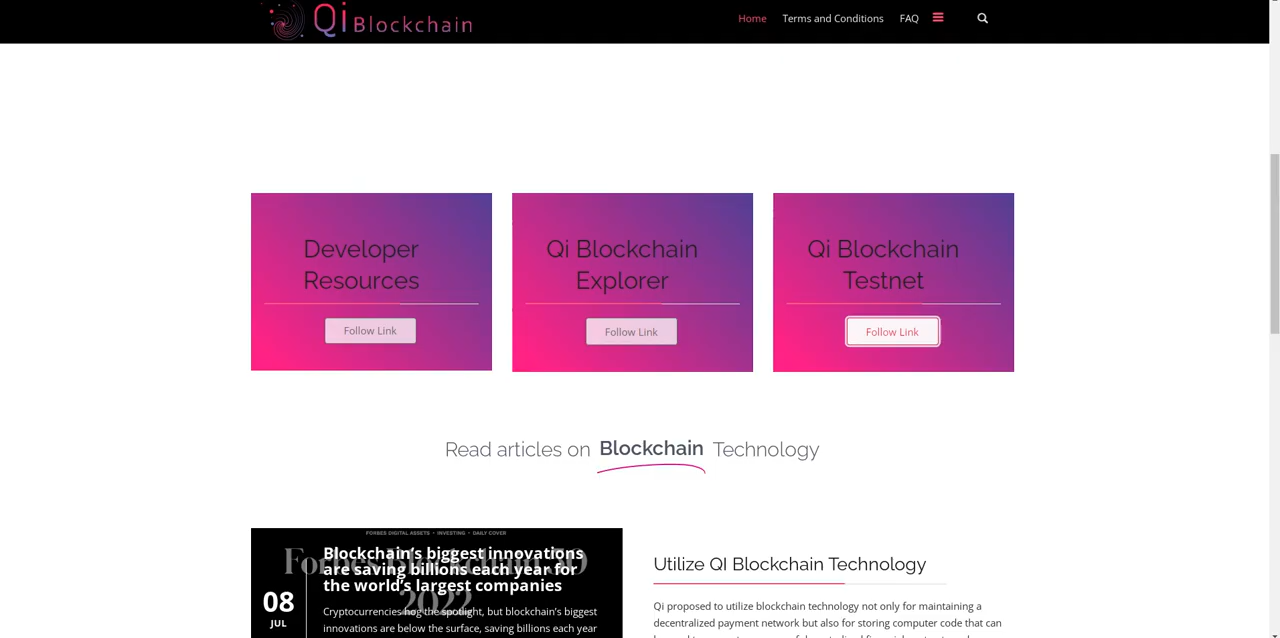 Qi Blockchain
Home Terms and Conditions FAQ
Developer
Resources
Follow Link
Qi Blockchain
Explorer
Follow Link
Qi Blockchain
Testnet
Follow Link
Read articles on Blockchain Technology
FORBES DIGITAL ASSETS • INVESTING • DAILY COVER
Forbes Blockchain 50
2022
08
JUL
Blockchain's biggest innovations
are saving billions each year for
the world's largest companies
Cryptocurrencies hog the spotlight, but blockchain's biggest
innovations are below the surface, saving billions each year
Utilize QI Blockchain Technology
Qi proposed to utilize blockchain technology not only for maintaining a
decentralized payment network but also for storing computer code that can